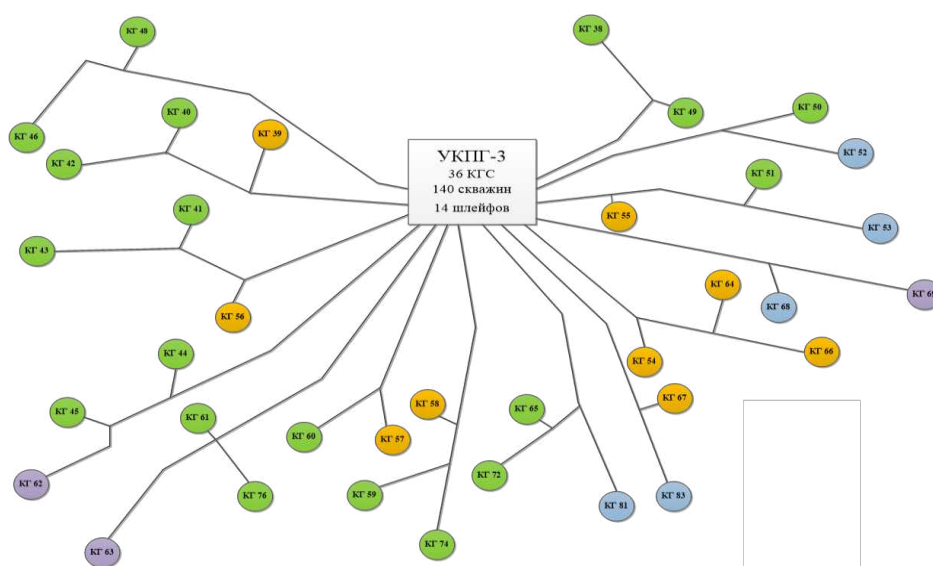 КГ 48
КГ 38
КГ 40
КГ 39
КГ 49
КГ 50
КГ 46
КГ 42
УКПГ-3
36 КГС
140 скважин
14 шлейфов
КГ 52
КГ 51
КГ 41
КГ 55
КГ 53
КГ 43
КГ 56
КГ 64
КГ 68
КГ 69
КГ 44
КГ 54
КГ 66
КГ 45
КГ 61
КГ 58
КГ 65
КГ 67
КГ 60
КГ 57
КГ 62
КГ 76
КГ 59
КГ 72
КГ 81
КГ 83
КГ 63
КГ 74